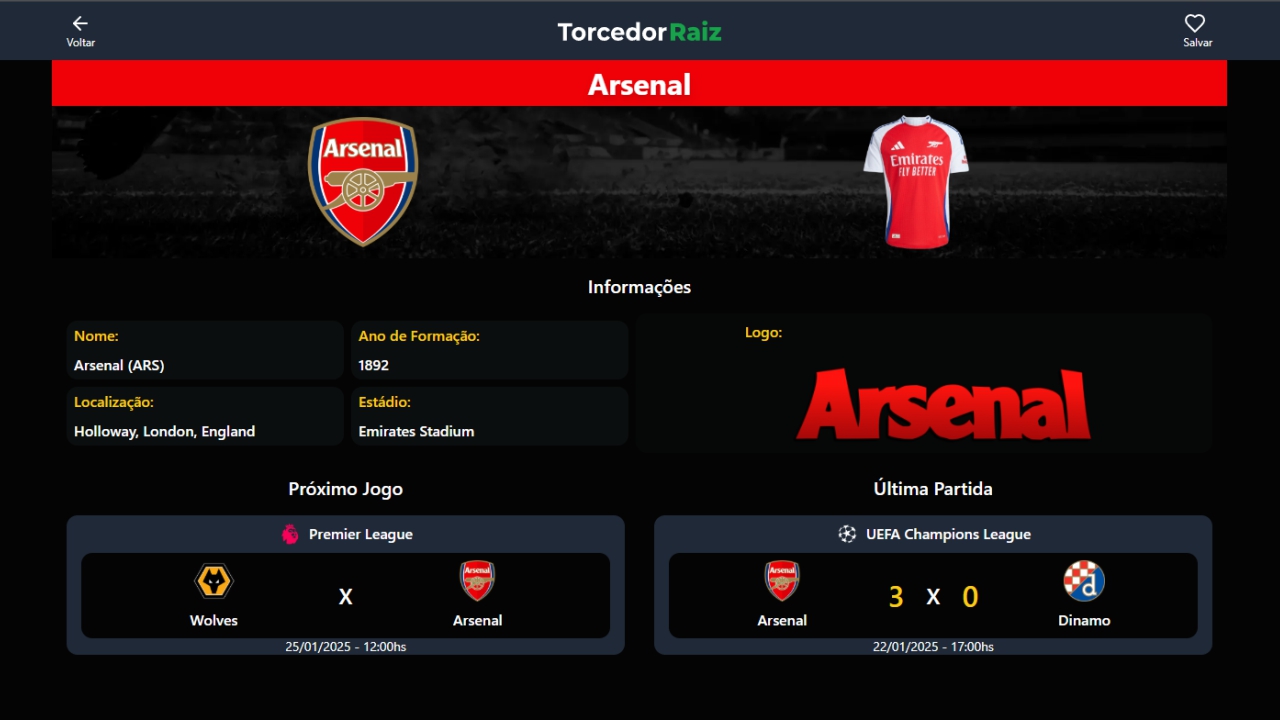 Voltar
TorcedorRaiz
Salvar
Arsenal
Arsenal
Emirates
FLY BETTER
Informações
Nome:
Arsenal (ARS)
Ano de Formação:
1892
Logo:
Arsenal
Localização:
Holloway, London, England
Estádio:
Emirates Stadium
Próximo Jogo
Premier League
Wolves
X
Arsenal
Arsenal
25/01/2025 - 12:00hs
Última Partida
UEFA Champions League
Arsenal
Arsenal
3 X 0
d
Dinamo
22/01/2025 - 17:00hs